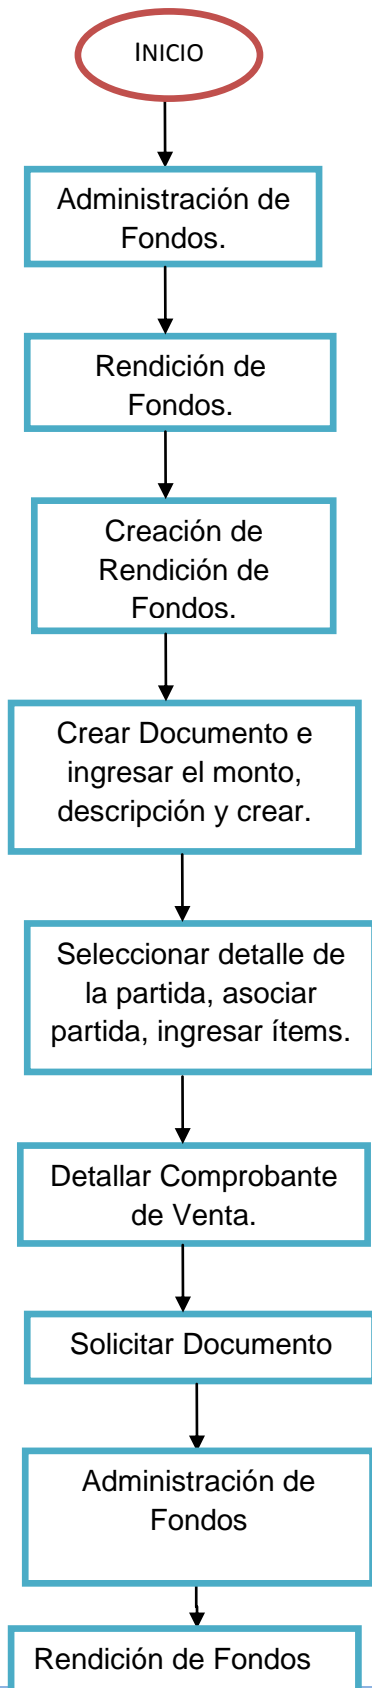 INICIO
Administración de
Fondos.
Rendición de
Fondos.
Creación de
Rendición de
Fondos.
Crear Documento e
ingresar el monto,
descripción y crear.
Seleccionar detalle de
la partida, asociar
partida, ingresar ítems.
Detallar Comprobante
de Venta.
Solicitar Documento
Administración de
Fondos
Rendición de Fondos